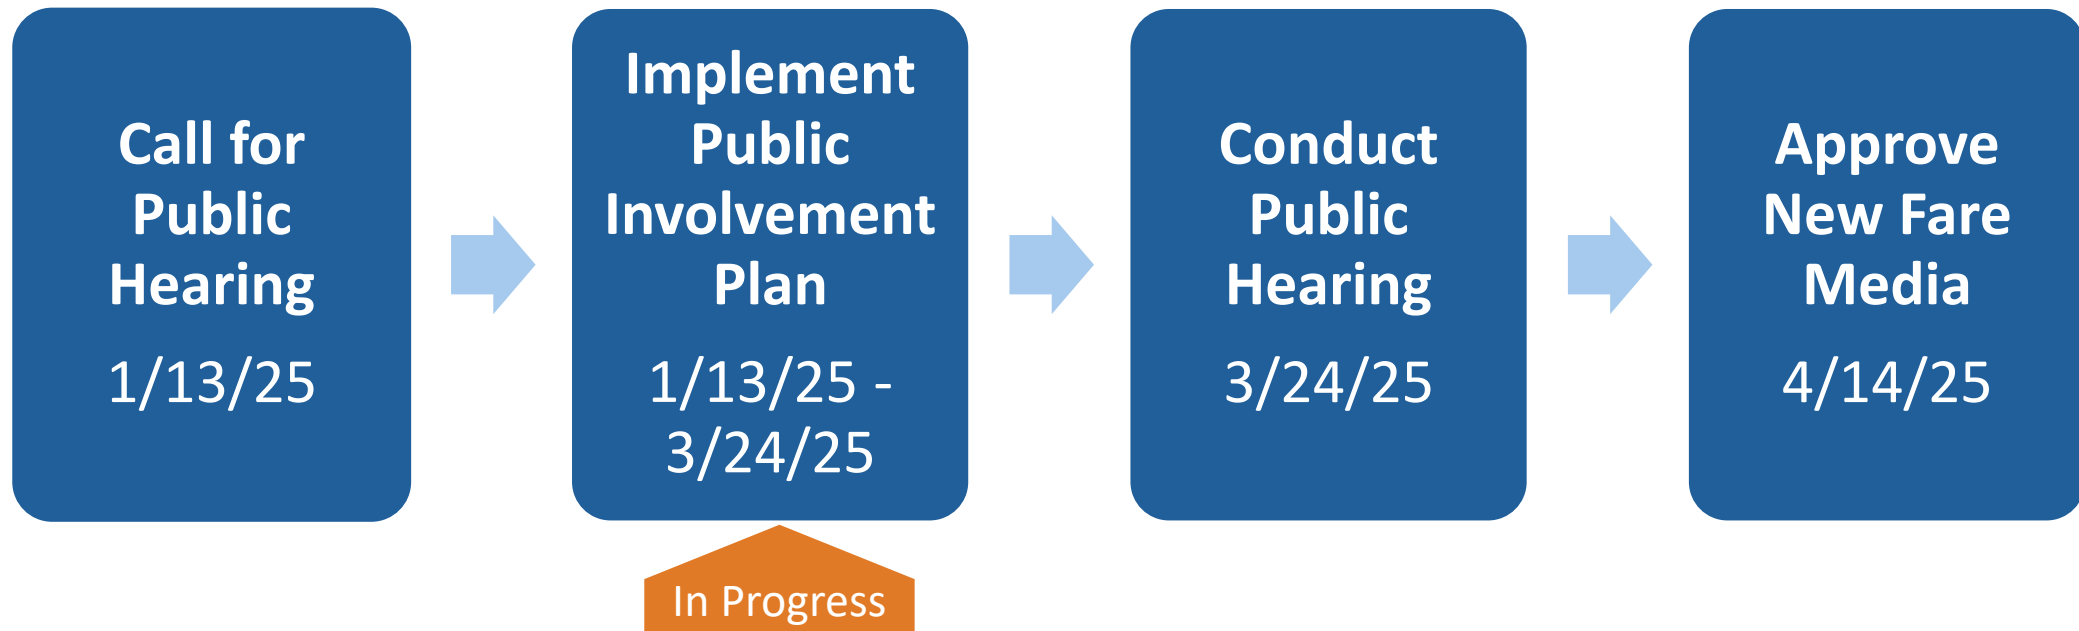 Call for
Public
Hearing
1/13/25
Implement
Public
Involvement
Plan
1/13/25 -
3/24/25
In Progress
Conduct
Public
Hearing
3/24/25
Approve
New Fare
Media
4/14/25